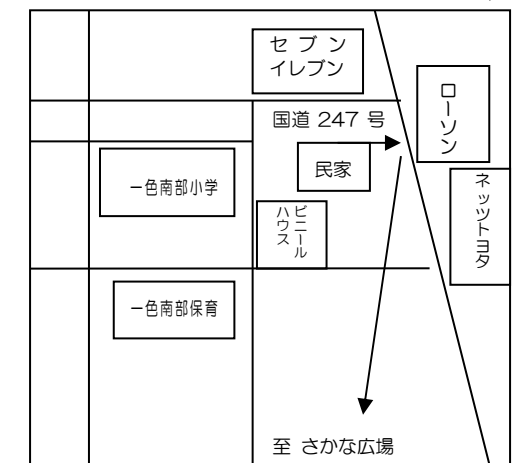 セブン
イレブン
ローソン
国道 247 号
民家
一色南部小学
ビニール
ハウス
ネッツトヨタ
一色南部保育
至 さかな広場